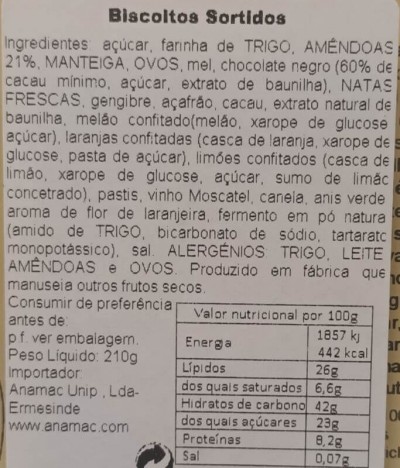 Biscoitos Sortidos
Ingredientes: açúcar, farinha de TRIGO, AMÊNDOAS
21%, MANTEIGA, OVOS, mel, chocolate negro (60% de
cacau mínimo, açúcar, extrato de baunilha), NATAS
FRESCAS, gengibre, açafrão, cacau, extrato natural de
baunilha, melão confitado(melão, xarope de glucose
açúcar), laranjas confitadas (casca de laranja, xarope de
glucose, pasta de açúcar), limões confitados (casca de
limão, xarope de glucose, açúcar, sumo de limão
concetrado), pastis, vinho Moscatel, canela, anis verde
aroma de flor de laranjeira, fermento em pó natura
(amido de TRIGO, bicarbonato de sódio, tartarato
monopotássico), sal. ALERGÉNIOS TRIGO, LEITE
AMÊNDOAS e OVOS. Produzido em fábrica que
manuseia outros frutos secos.
Consumir de preferência
antes de:
p.f. ver embalagem.
Peso Líquido: 210g
Importador:
Anamac Unip., Lda-
Ermesinde
www.anamac.com
Valor nutricional por 100g
Energia 1857 kj
442 kcal
Lípidos 26g
dos quais saturados 6,6g
Hidratos de carbono 42g
dos quais açúcares 23g
Proteínas 8,2g
Sal 0,07g